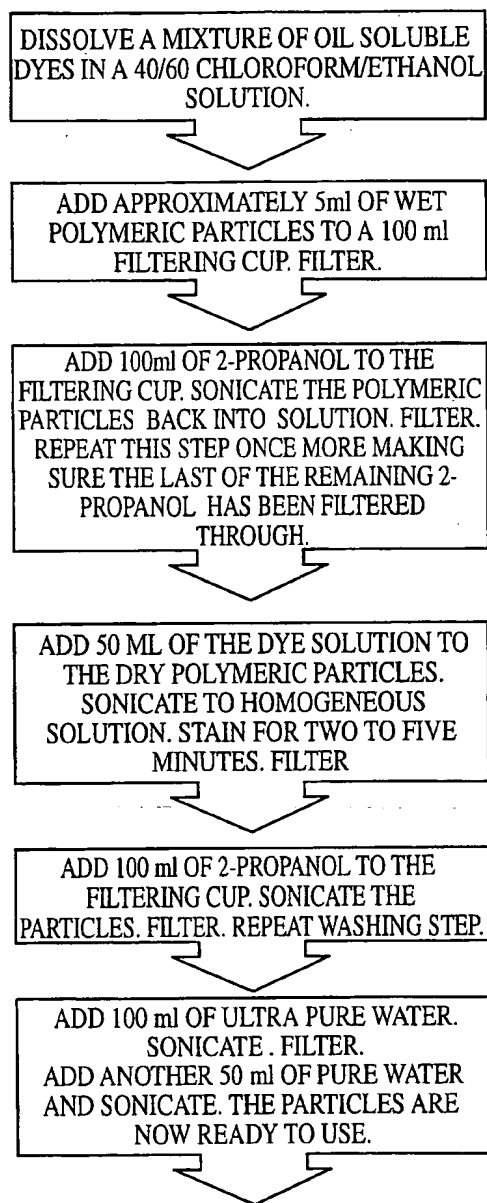 DISSOLVE A MIXTURE OF OIL SOLUBLE
DYES IN A 40/60 CHLOROFORM/ETHANOL
SOLUTION.
ADD APPROXIMATELY 5ml OF WET
POLYMERIC PARTICLES TO A 100 ml
FILTERING CUP. FILTER.
ADD 100ml OF 2-PROPANOL TO THE
FILTERING CUP. SONICATE THE POLYMERIC
PARTICLES BACK INTO SOLUTION. FILTER.
REPEAT THIS STEP ONCE MORE MAKING
SURE THE LAST OF THE REMAINING 2-
PROPANOL HAS BEEN FILTERED
THROUGH.
ADD 50 ML OF THE DYE SOLUTION TO
THE DRY POLYMERIC PARTICLES.
SONICATE TO HOMOGENEOUS
SOLUTION. STAIN FOR TWO TO FIVE
MINUTES. FILTER
ADD 100 ml OF 2-PROPANOL TO THE
FILTERING CUP. SONICATE THE
PARTICLES. FILTER. REPEAT WASHING STEP.
ADD 100 ml OF ULTRA PURE WATER.
SONICATE . FILTER.
ADD ANOTHER 50 ml OF PURE WATER
AND SONICATE. THE PARTICLES ARE
NOW READY TO USE.